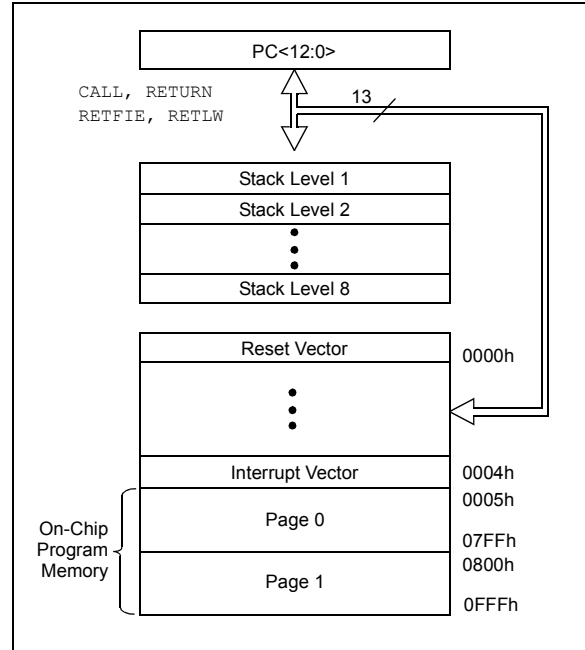 PC<12:0>
CALL, RETURN
RETFIE, RETLW
13
Stack Level 1
Stack Level 2
Stack Level 8
Reset Vector
0000h
Interrupt Vector
0004h
0005h
On-Chip
Program
Memory
Page 0
07FFh
0800h
Page 1
0FFFh